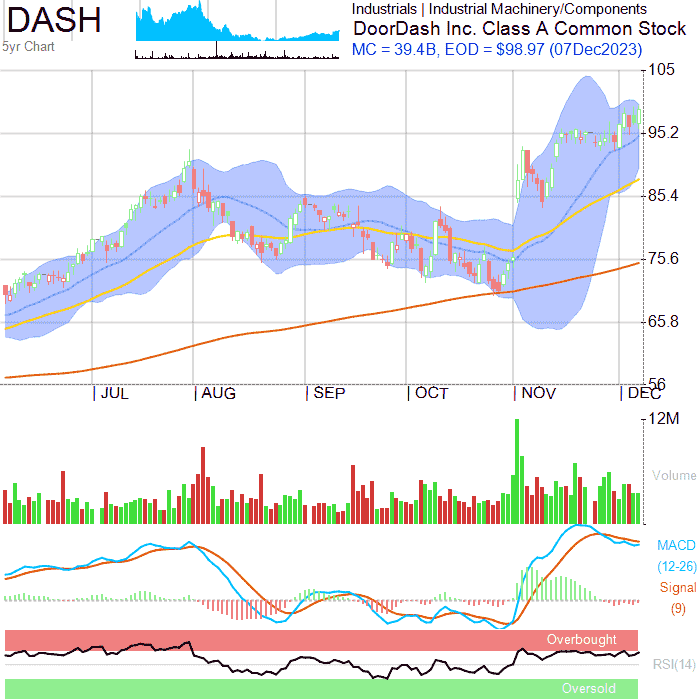 DASH
5yr Chart
Industrials | Industrial Machinery/Components
DoorDash Inc. Class A Common Stock
MC = 39.4B, EOD = $98.97 (07Dec2023)
105
95.2
85.4
75.6
65.8
56
JUL
AUG
SEP
OCT
NOV
DEC
12M
Volume
MACD
(12-26)
Signal
(9)
Overbought
RSI(14)
Oversold